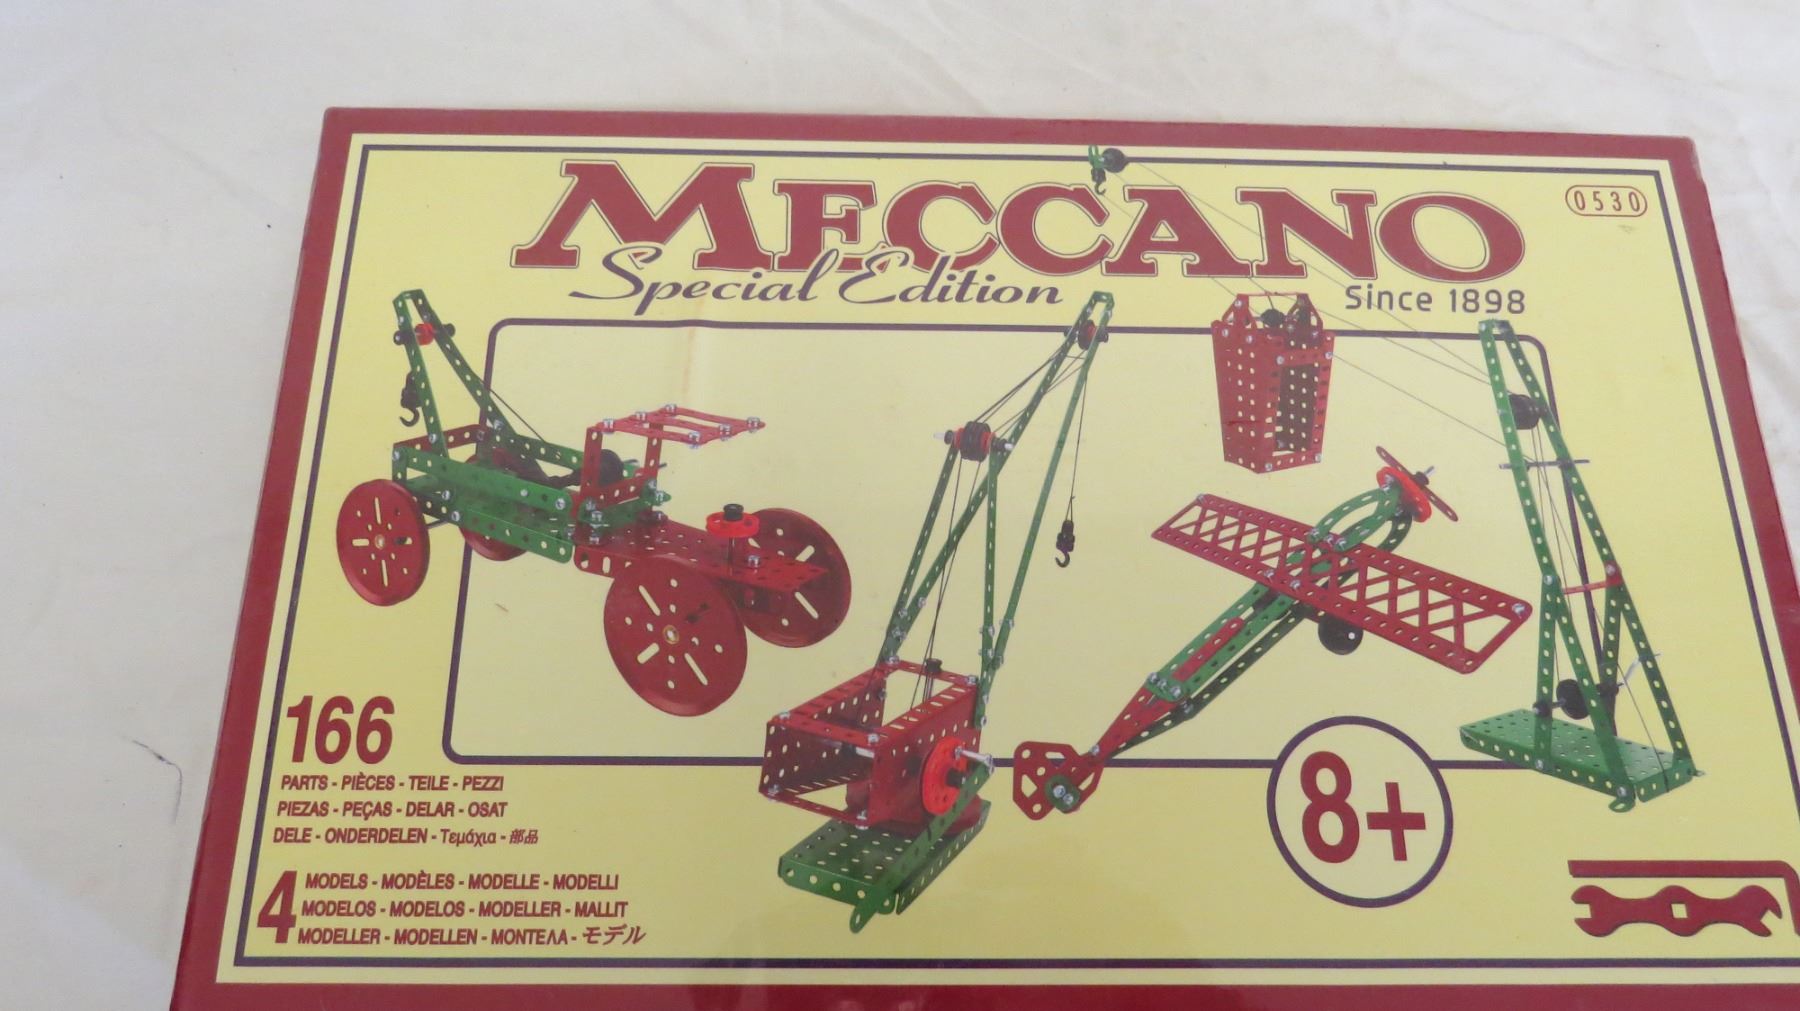 MECCANO
0530
Special Edition
Since 1898
166
PARTS - PIÈCES - TEILE - PEZZI
PIEZAS - PEÇAS - DELAR - OSAT
DELE - ONDERDELEN - Τεμάχια - 部品
8+
4 MODELS - MODÈLES - MODELLE - MODELLI
MODELOS - MODELOS - MODELLER - MALLIT
MODELLER - MODELLEN - ΜΟΝΤΕΛΑ - モデル